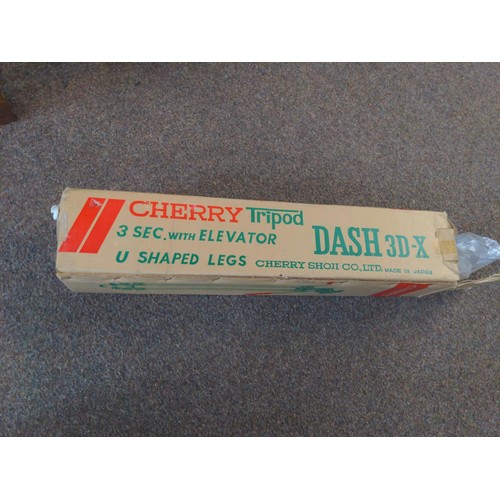 CHERRY Tripod
3 SEC. WITH ELEVATOR
DASH 3D-X
U SHAPED LEGS CHERRY SHOJI CO., LTD. MADE IN JAPAN